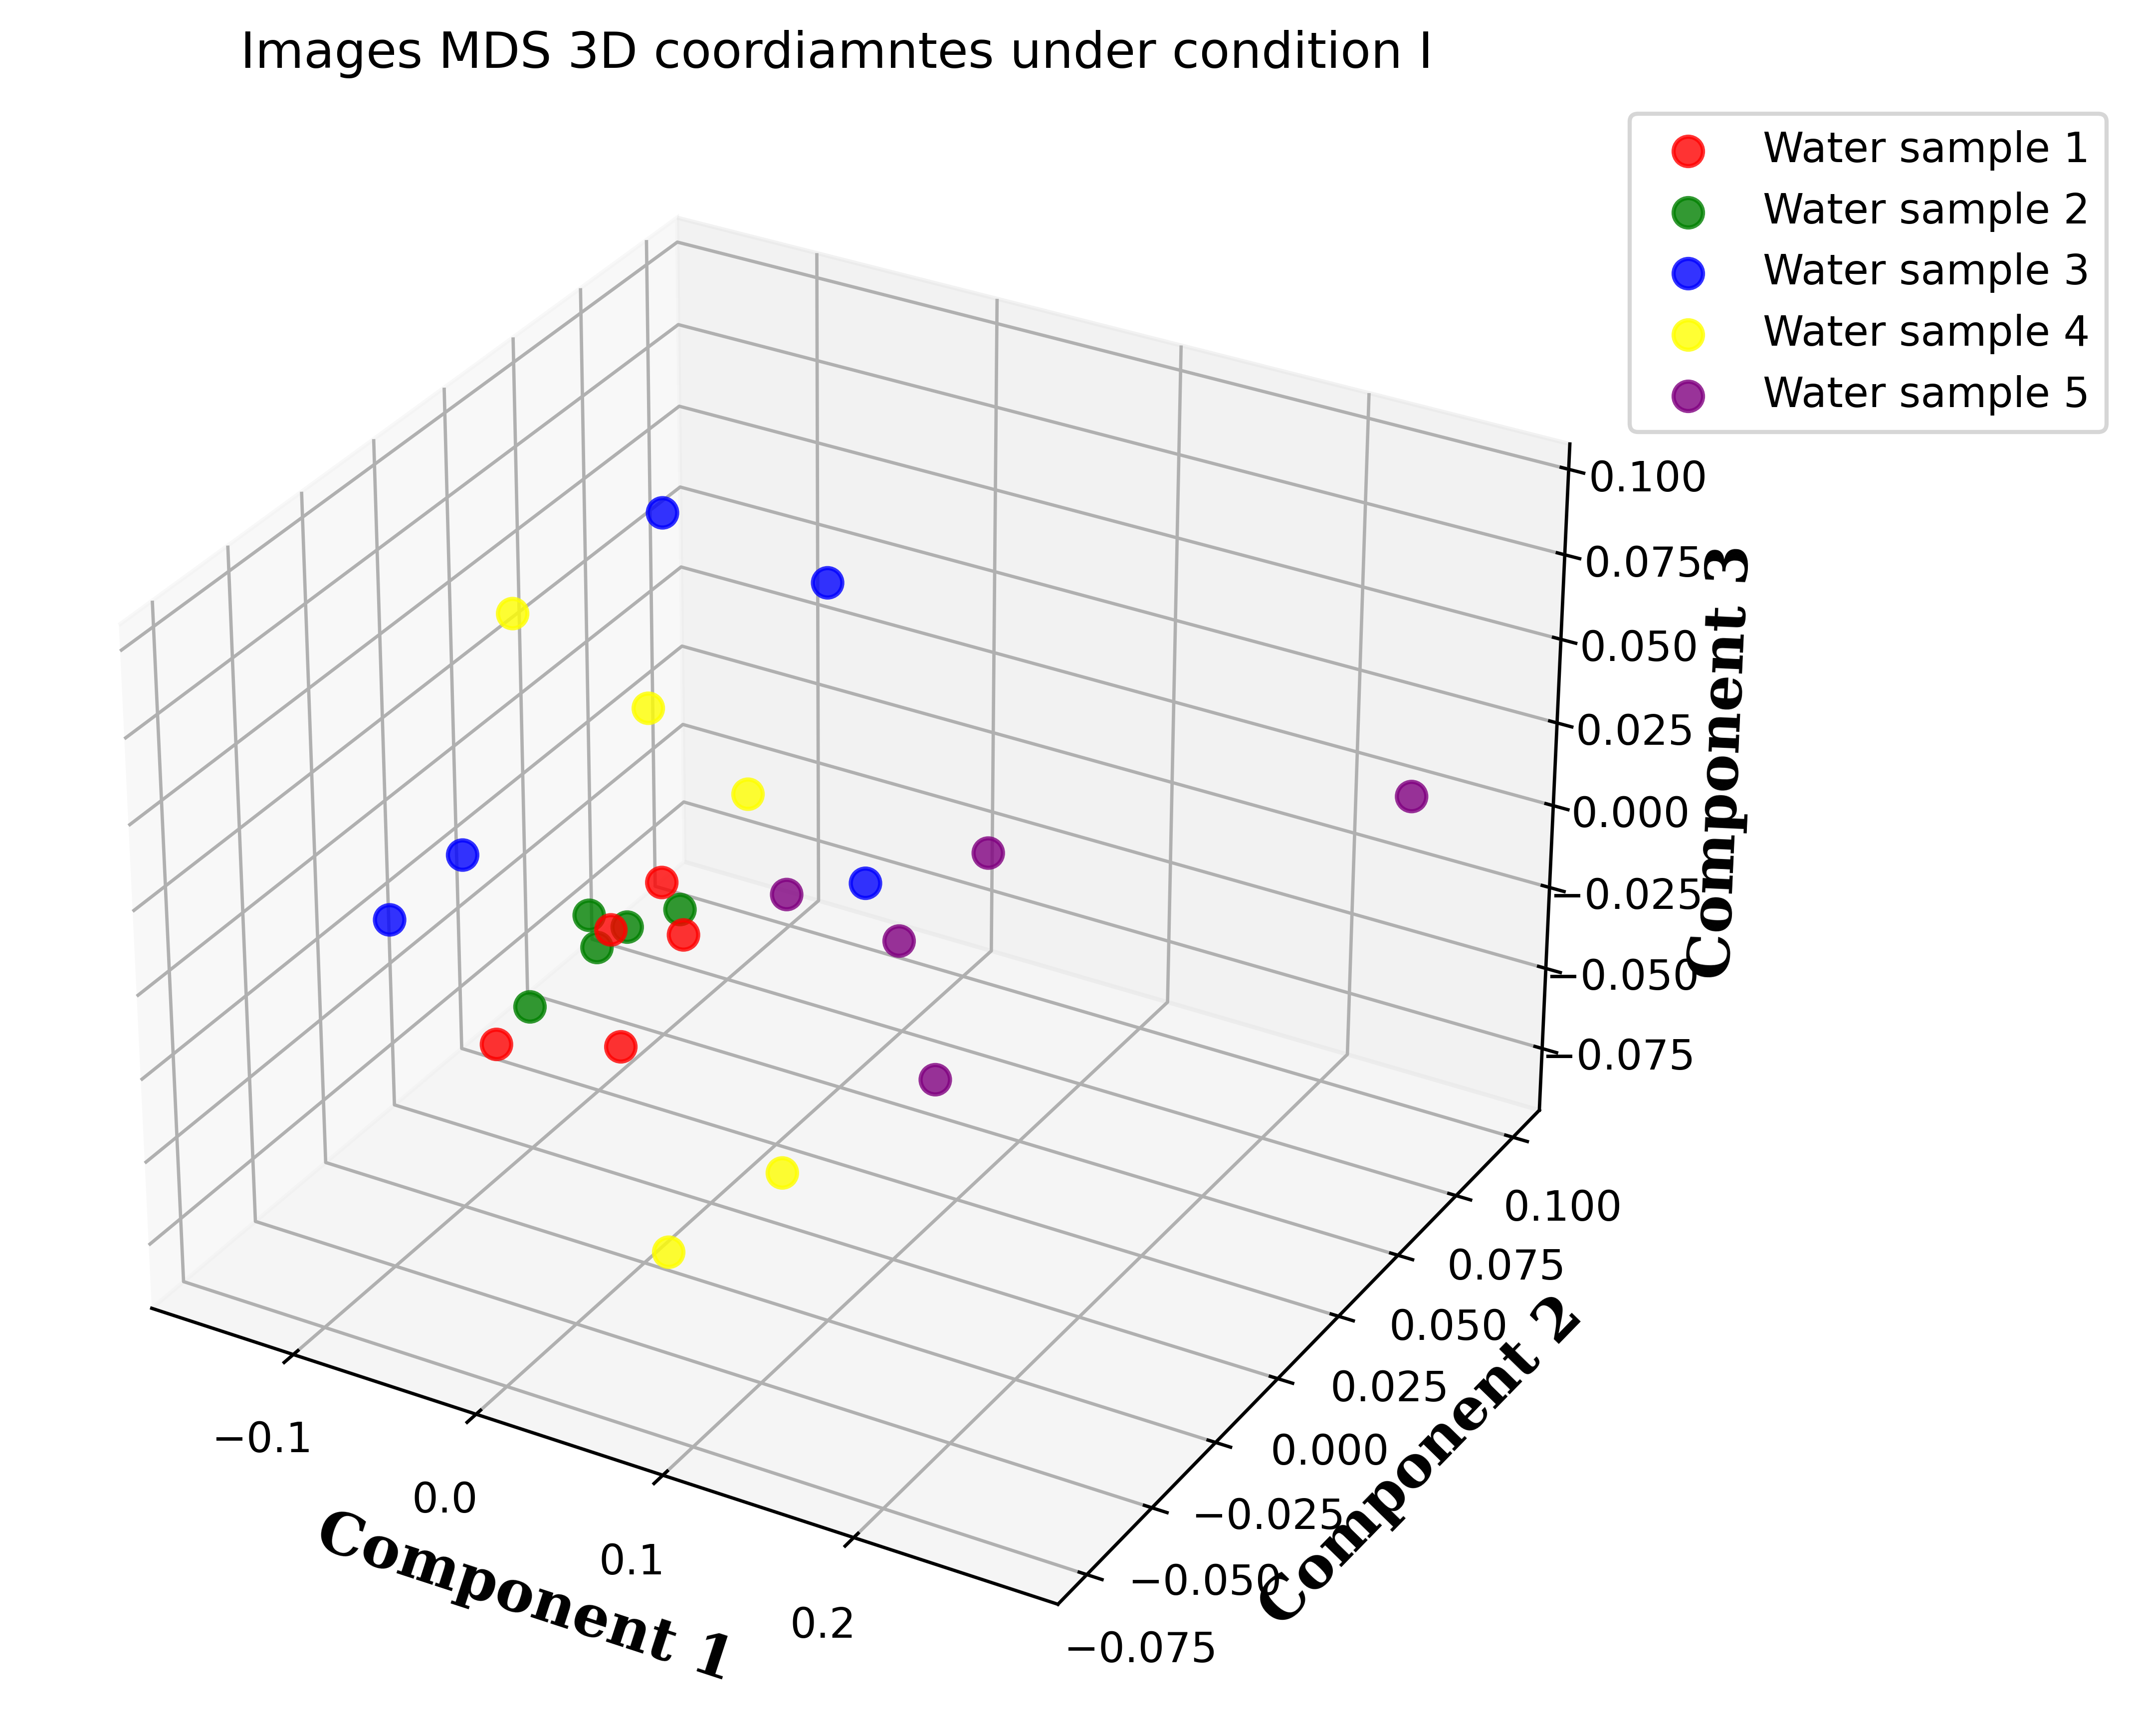 Images MDS 3D coordiamntes under condition I
Water sample 1
Water sample 2
Water sample 3
Water sample 4
Water sample 5
0.100
0.075
0.050
0.025
0.000
−0.025
−0.050
−0.075
Component 3
0.100
0.075
0.050
0.025
0.000
−0.025
−0.050
−0.075
Component 2
−0.1
0.0
0.1
0.2
Component 1